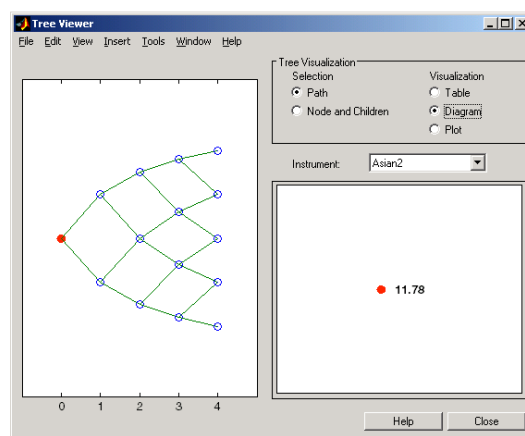 Tree Viewer
File Edit View Insert Tools Window Help
Tree Visualization
Selection
Visualization
Path
Table
Node and Children
Diagram
Plot
Instrument:
Asian2
11.78
0 1 2 3 4
Help
Close